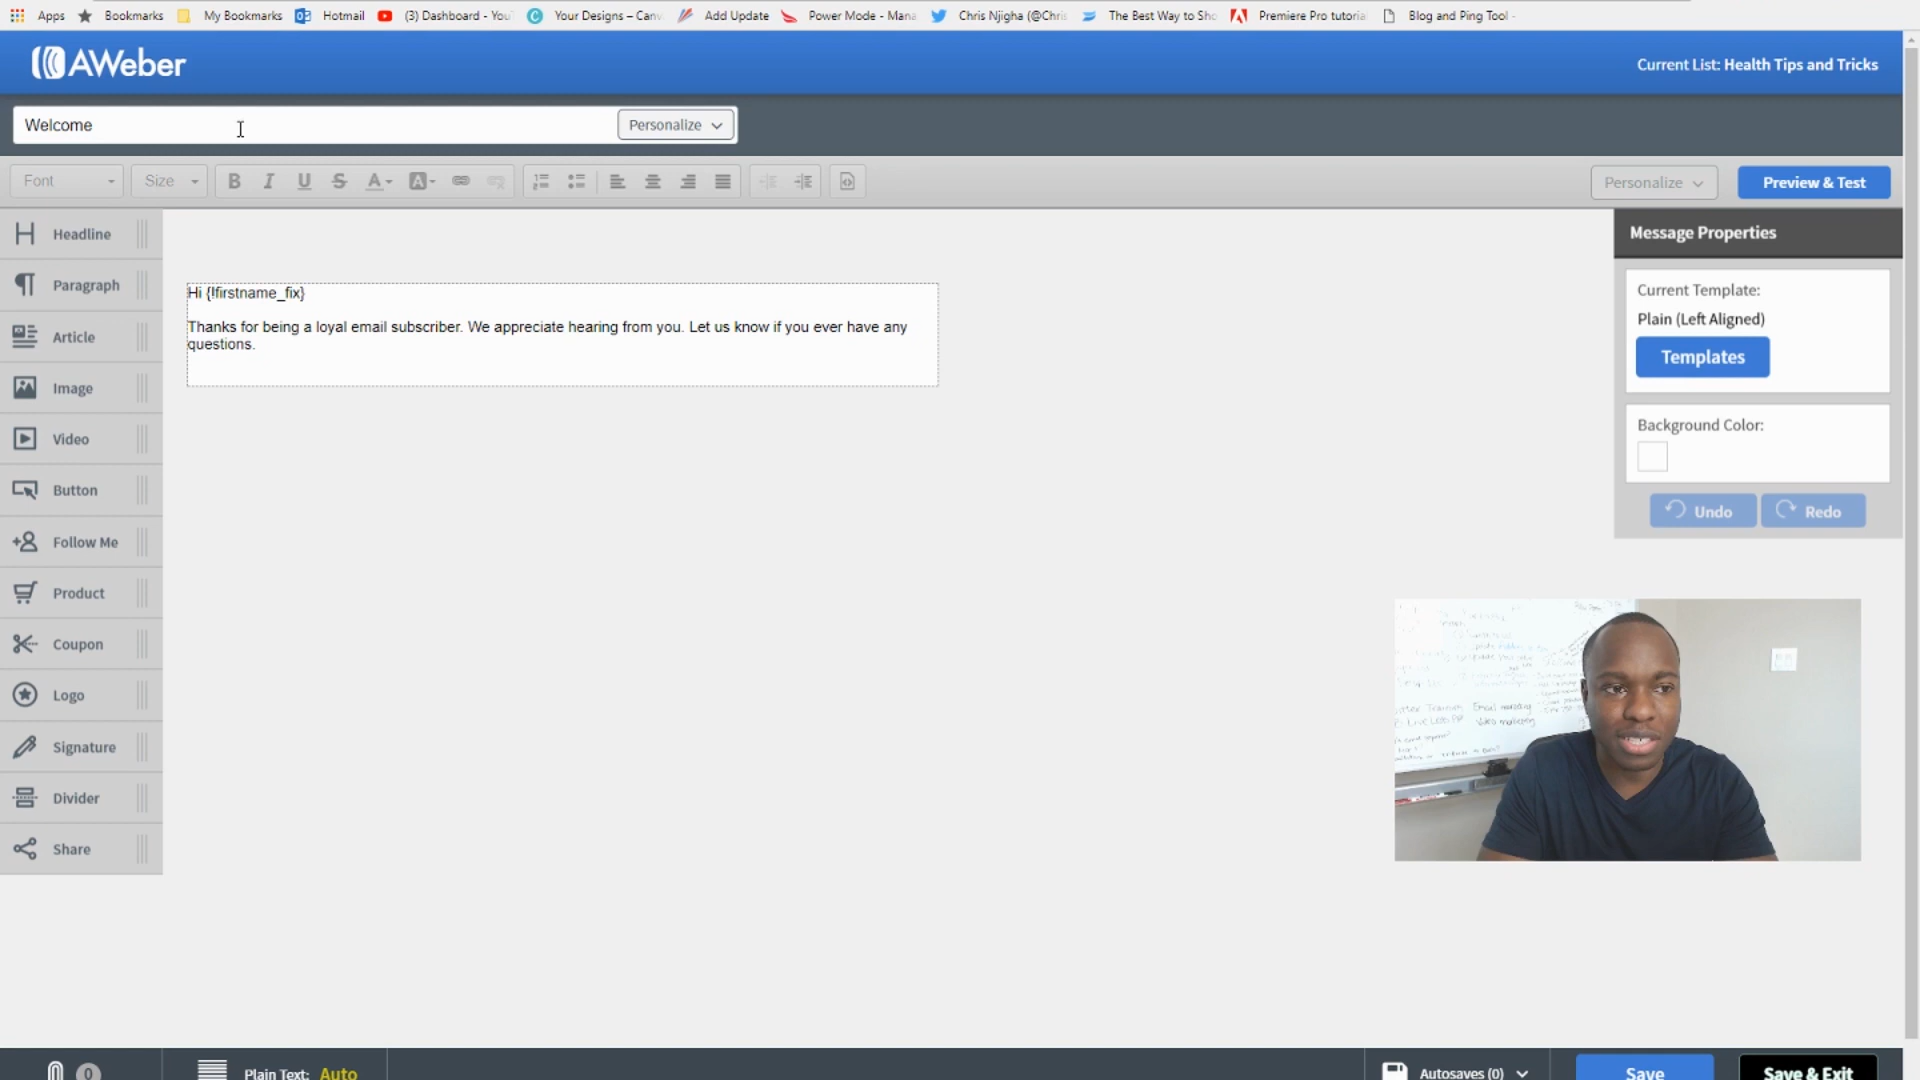 Apps Bookmarks My Bookmarks Hotmail (3) Dashboard - You Your Designs – Canv Add Update Power Mode - Mana Chris Njigha (@Chris The Best Way to Sho Premiere Pro tutoria Blog and Ping Tool -
AWeber
Current List: Health Tips and Tricks
Welcome
Personalize
Font Size B I U S A A
Personalize
Preview & Test
Headline
Paragraph
Article
Image
Video
Button
Follow Me
Product
Coupon
Logo
Signature
Divider
Share
Hi {!firstname_fix}
Thanks for being a loyal email subscriber. We appreciate hearing from you. Let us know if you ever have any
questions.
Message Properties
Current Template:
Plain (Left Aligned)
Templates
Background Color:
Undo
Redo
Email marketing
Video marketing
0
Plain Text: Auto
Autosaves (0)
Save
Save & Exit